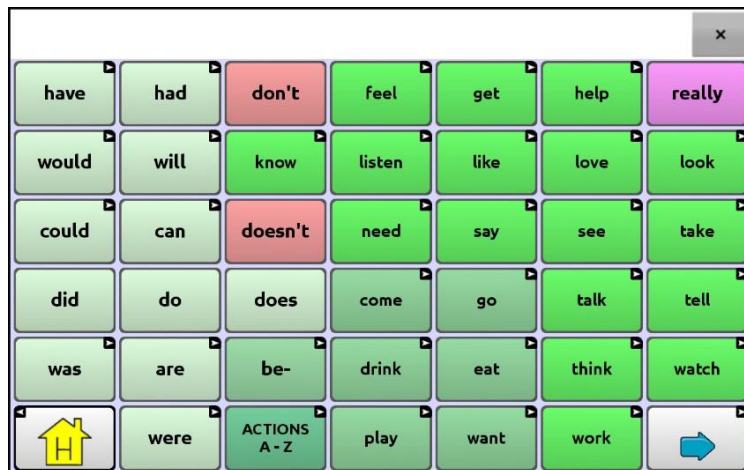 ×
have had don't feel get help really
would will know listen like love look
could can doesn't need say see take
did do does come go talk tell
was are be- drink eat think watch
H were ACTIONS A - Z play want work